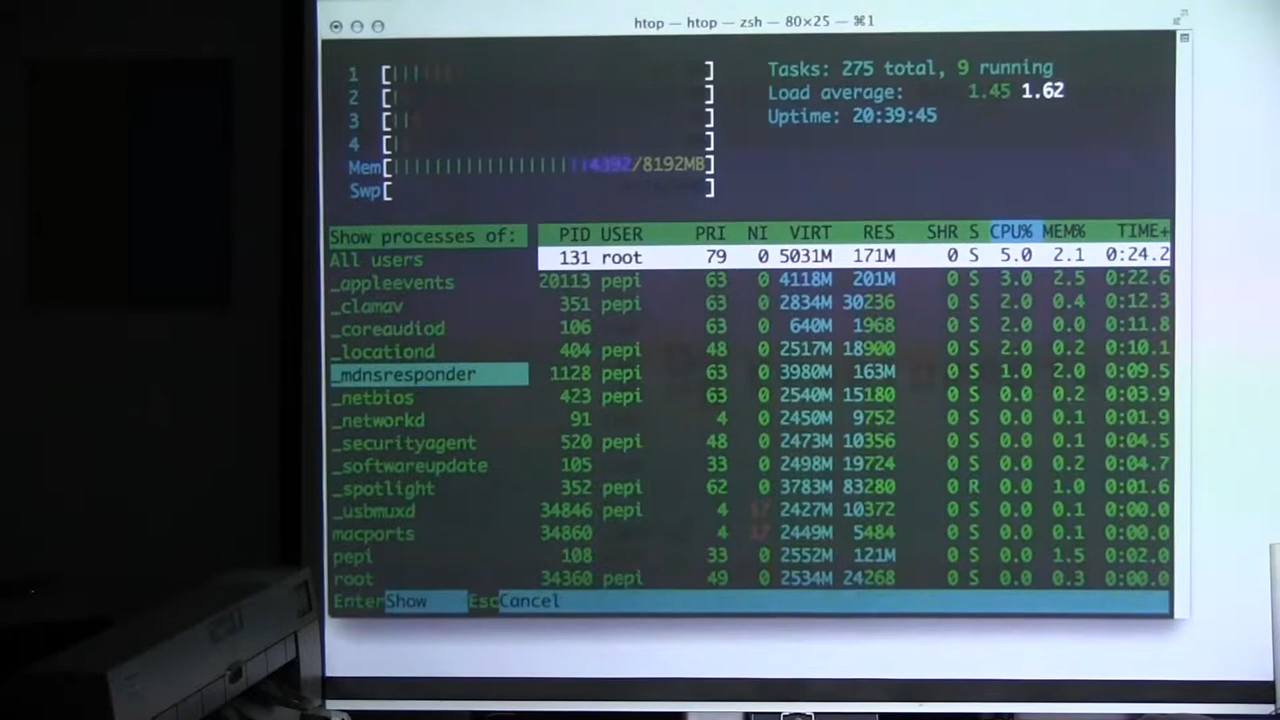 htop — htop — zsh — 80×25 — ⌘1
1 [||||||| ]
2 [| ]
3 [|| ]
4 [| ]
Mem[||||||||||||||||||||4392/8192MB]
Swp[ ]
Tasks: 275 total, 9 running
Load average: 1.45 1.62
Uptime: 20:39:45
Show processes of: PID USER PRI NI VIRT RES SHR S CPU% MEM% TIME+
All users 131 root 79 0 5031M 171M 0 S 5.0 2.1 0:24.2
_appleevents 20113 pepi 63 0 4118M 201M 0 S 3.0 2.5 0:22.6
_clamav 351 pepi 63 0 2834M 30236 0 S 2.0 0.4 0:12.3
_coreaudiod 106 63 0 640M 1968 0 S 2.0 0.0 0:11.8
_locationd 404 pepi 48 0 2517M 18900 0 S 2.0 0.2 0:10.1
_mdnsresponder 1128 pepi 63 0 3980M 163M 0 S 1.0 2.0 0:09.5
_netbios 423 pepi 63 0 2540M 15180 0 S 0.0 0.2 0:03.9
_networkd 91 4 0 2450M 9752 0 S 0.0 0.1 0:01.9
_securityagent 520 pepi 48 0 2473M 10356 0 S 0.0 0.1 0:04.5
_softwareupdate 105 33 0 2498M 19724 0 S 0.0 0.2 0:04.7
_spotlight 352 pepi 62 0 3783M 83280 0 R 0.0 1.0 0:01.6
_usbmuxd 34846 pepi 4 17 2427M 10372 0 S 0.0 0.1 0:00.0
macports 34860 4 17 2449M 5484 0 S 0.0 0.1 0:00.0
pepi 108 33 0 2552M 121M 0 S 0.0 1.5 0:02.0
root 34360 pepi 49 0 2534M 24268 0 S 0.0 0.3 0:00.0
EnterShow EscCancel